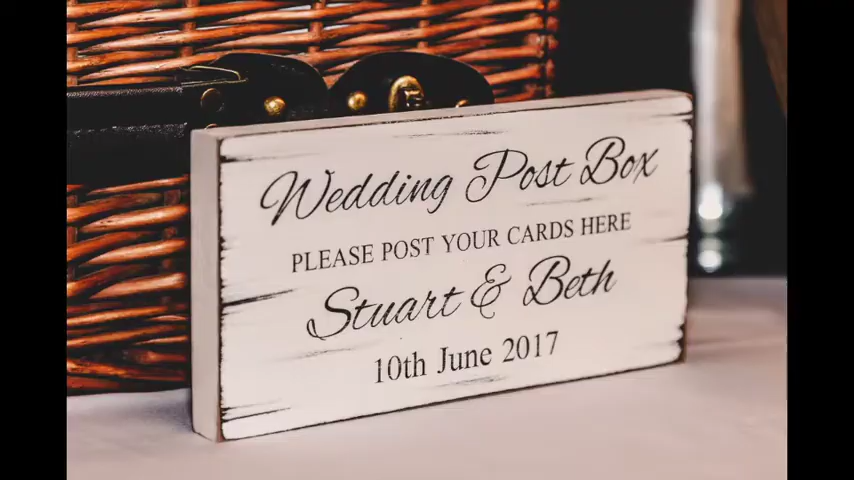 Wedding Post Box
PLEASE POST YOUR CARDS HERE
Stuart & Beth
10th June 2017